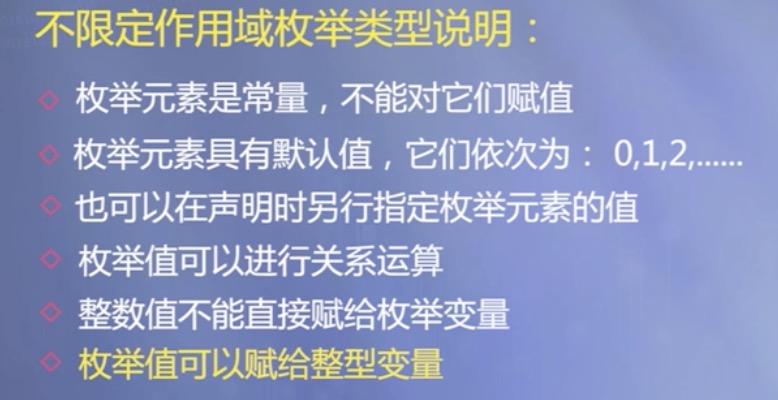 不限定作用域枚举类型说明：
◇ 枚举元素是常量，不能对它们赋值
◇ 枚举元素具有默认值，它们依次为： 0,1,2,......
◇ 也可以在声明时另行指定枚举元素的值
◇ 枚举值可以进行关系运算
◇ 整数值不能直接赋给枚举变量
◇ 枚举值可以赋给整型变量